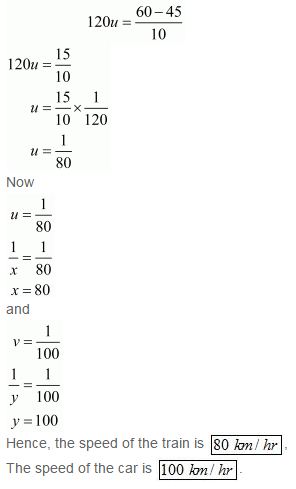 120u = \frac{60-45}{10}
120u = \frac{15}{10}
u = \frac{15}{10} \times \frac{1}{120}
u = \frac{1}{80}
Now
u = \frac{1}{80}
\frac{1}{x} = \frac{1}{80}
x = 80
and
v = \frac{1}{100}
\frac{1}{y} = \frac{1}{100}
y = 100
Hence, the speed of the train is 80 km / hr,
The speed of the car is 100 km / hr.